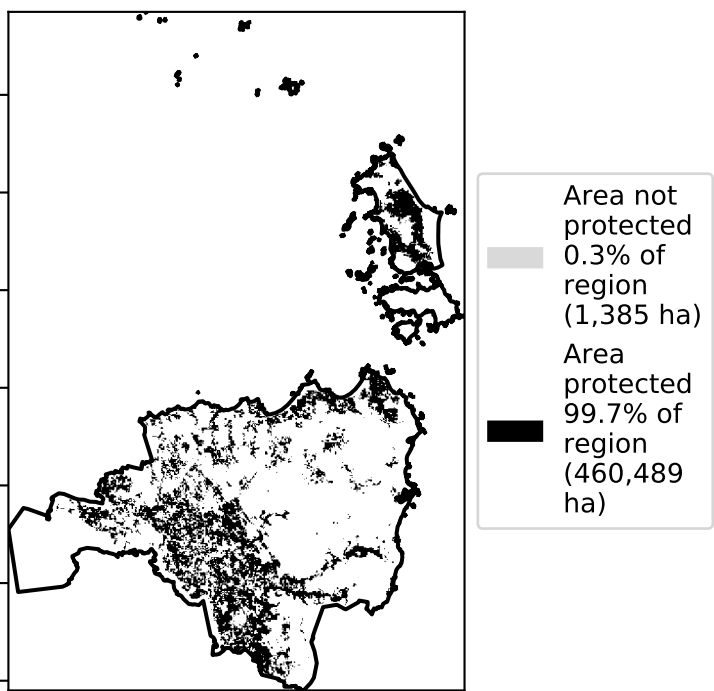 Area not
protected
0.3% of
region
(1,385 ha)
Area
protected
99.7% of
region
(460,489
ha)